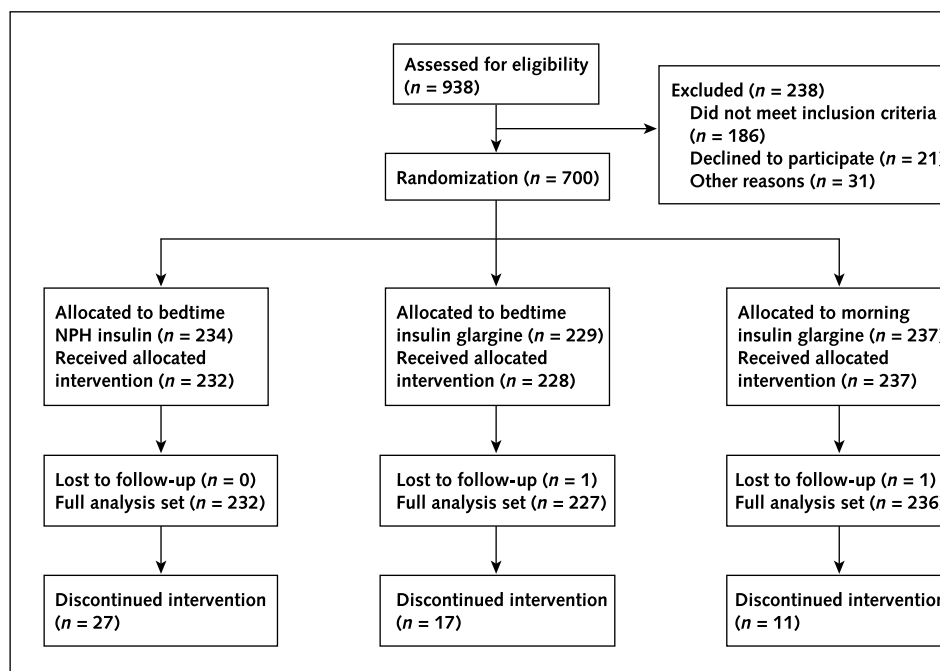 Assessed for eligibility
(n = 938)
Excluded (n = 238)
Did not meet inclusion criteria
(n = 186)
Declined to participate (n = 21)
Other reasons (n = 31)
Randomization (n = 700)
Allocated to bedtime
NPH insulin (n = 234)
Received allocated
intervention (n = 232)
Allocated to bedtime
insulin glargine (n = 229)
Received allocated
intervention (n = 228)
Allocated to morning
insulin glargine (n = 237)
Received allocated
intervention (n = 237)
Lost to follow-up (n = 0)
Full analysis set (n = 232)
Lost to follow-up (n = 1)
Full analysis set (n = 227)
Lost to follow-up (n = 1)
Full analysis set (n = 236)
Discontinued intervention
(n = 27)
Discontinued intervention
(n = 17)
Discontinued intervention
(n = 11)